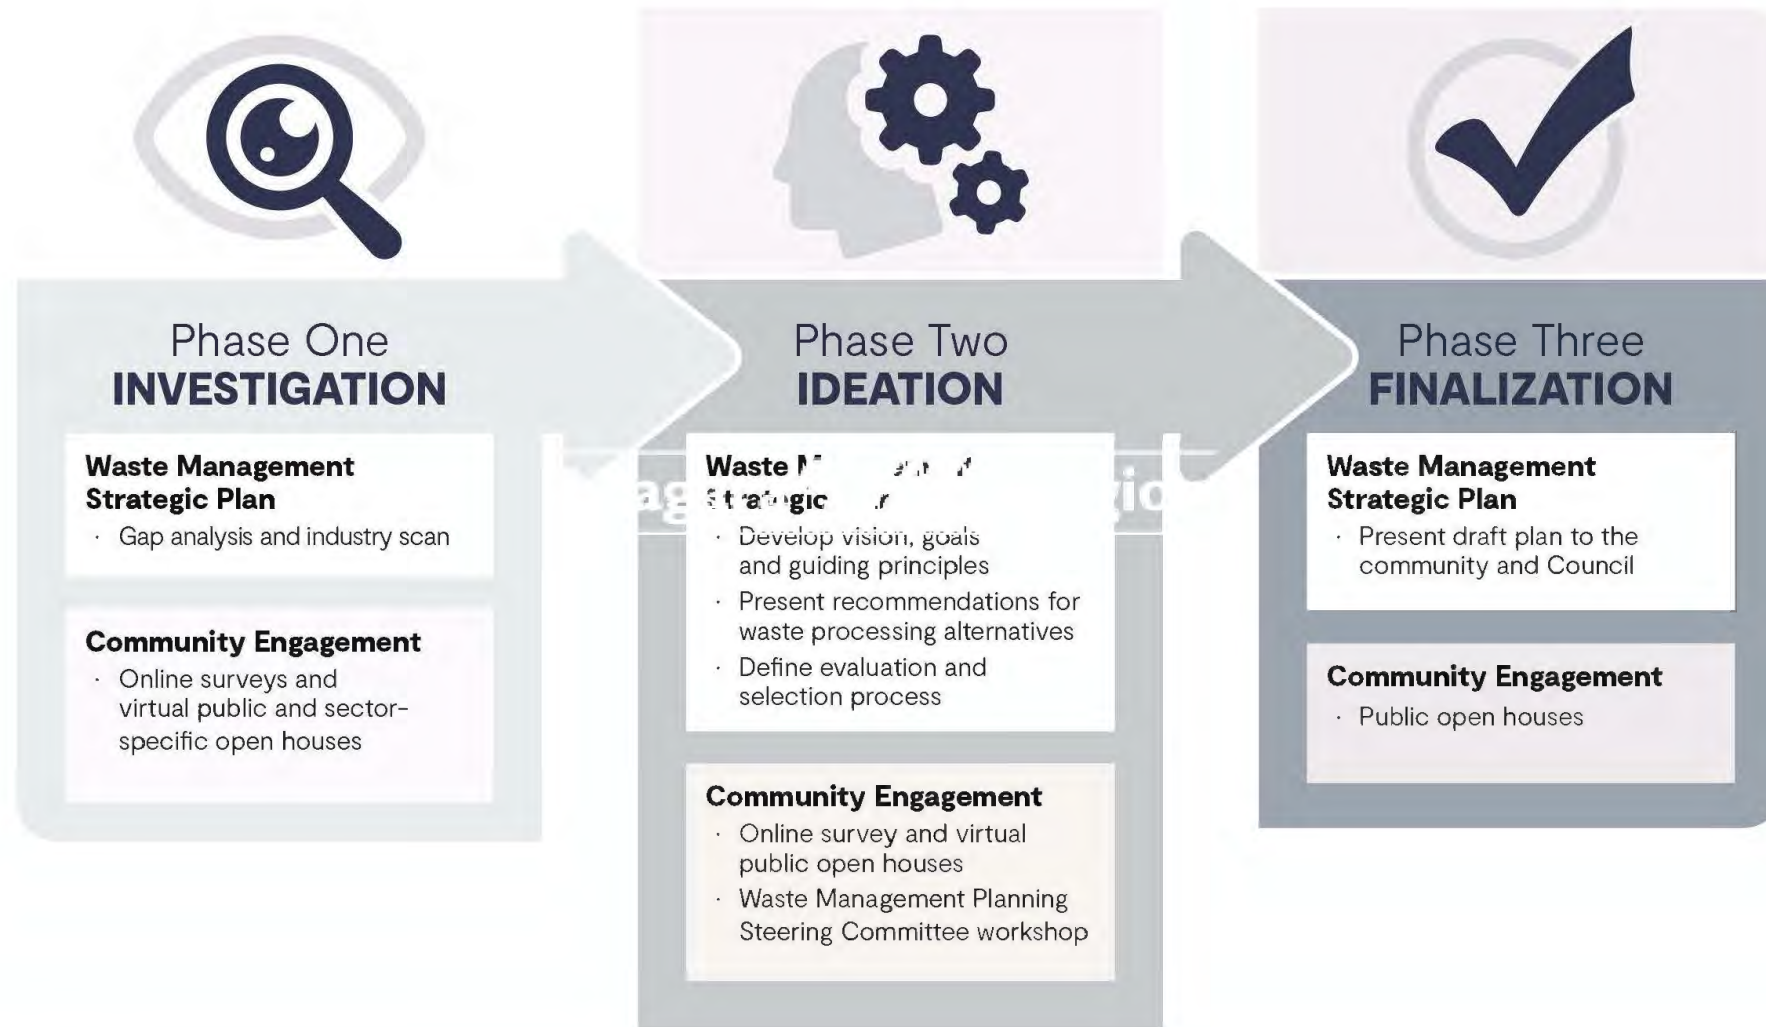 Phase One
INVESTIGATION
Waste Management
Strategic Plan
· Gap analysis and industry scan
Community Engagement
· Online surveys and
virtual public and sector-
specific open houses
Phase Two
IDEATION
Waste
Strategic
· Develop vision, goals
and guiding principles
· Present recommendations for
waste processing alternatives
· Define evaluation and
selection process
Community Engagement
· Online survey and virtual
public open houses
· Waste Management Planning
Steering Committee workshop
Phase Three
FINALIZATION
Waste Management
Strategic Plan
· Present draft plan to the
community and Council
Community Engagement
· Public open houses